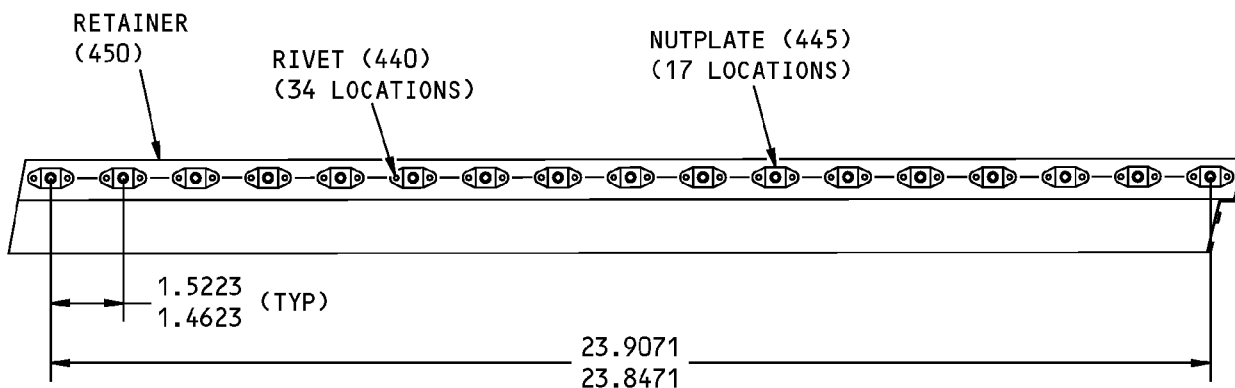 RETAINER
(450)
RIVET (440)
(34 LOCATIONS)
NUTPLATE (445)
(17 LOCATIONS)
1.5223
1.4623
(TYP)
23.9071
23.8471